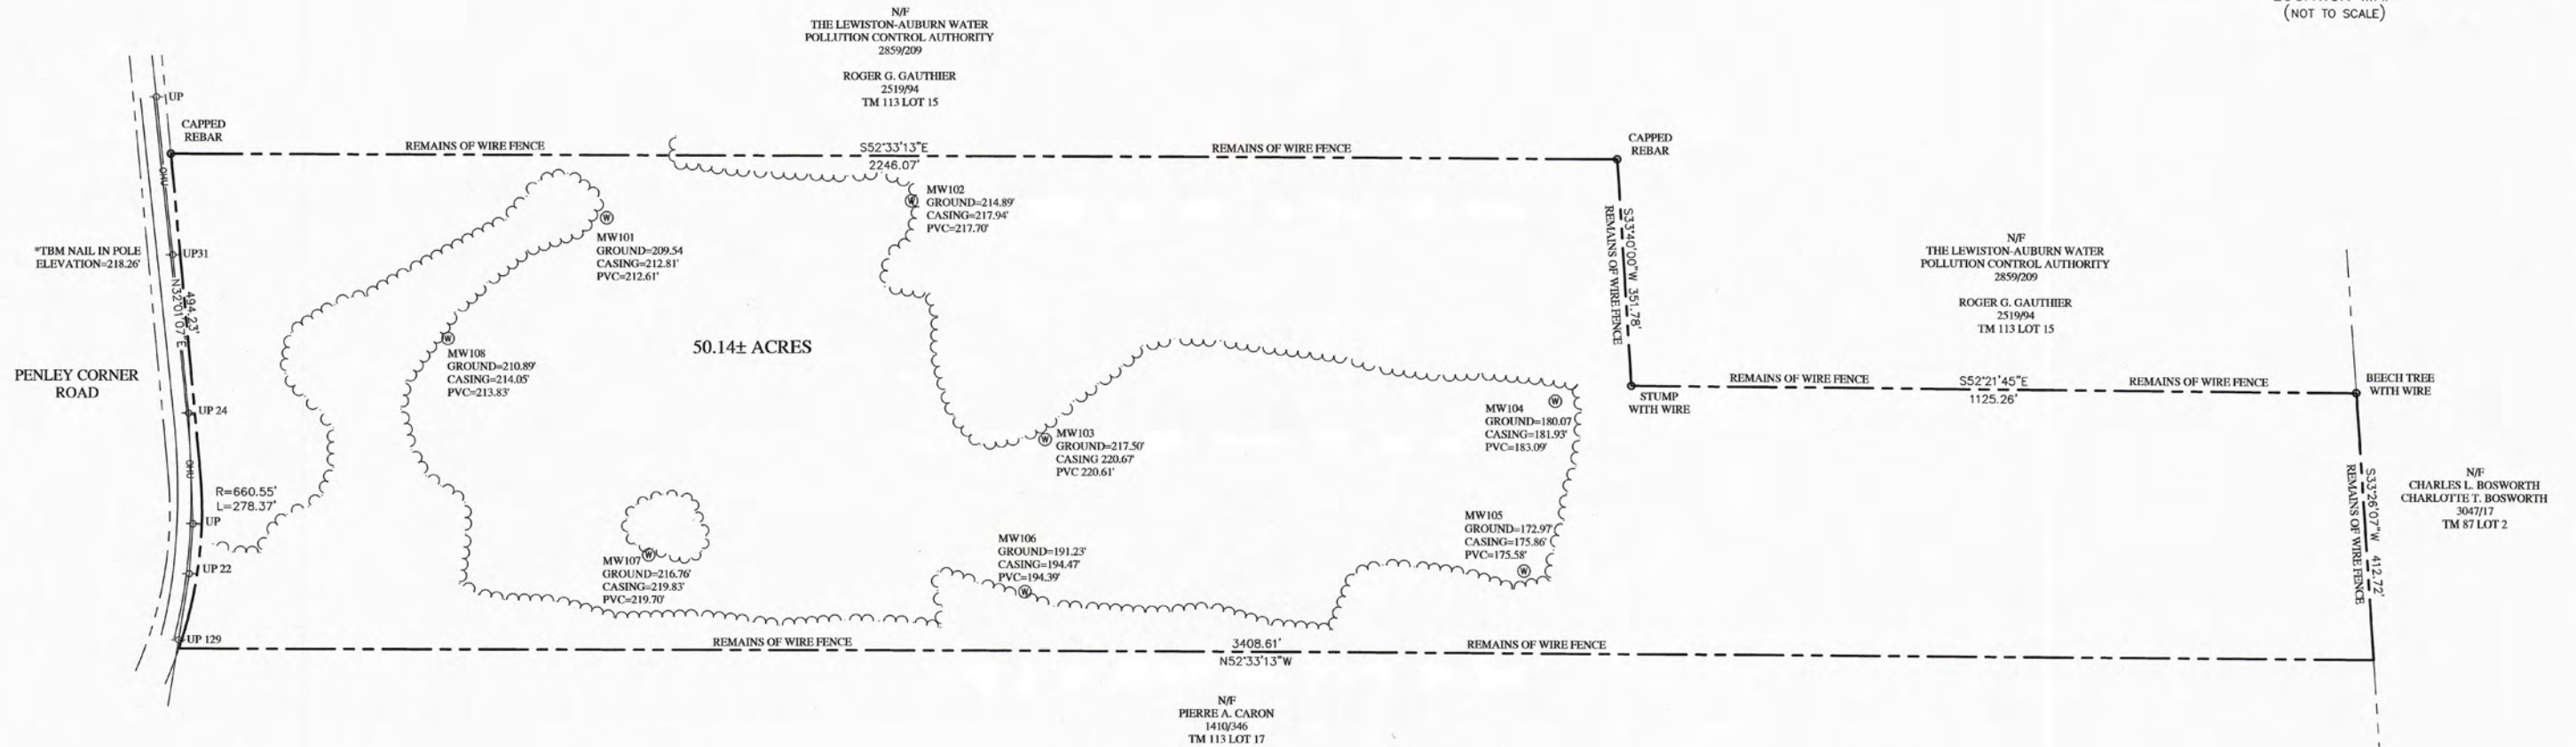 (NOT TO SCALE)
N/F
THE LEWISTON-AUBURN WATER
POLLUTION CONTROL AUTHORITY
2859/209
ROGER G. GAUTHIER
2519/94
TM 113 LOT 15
UP
CAPPED
REBAR
REMAINS OF WIRE FENCE
S52°33'13"E
2246.07'
REMAINS OF WIRE FENCE
CAPPED
REBAR
OHU
MW102
GROUND=214.89'
CASING=217.94'
PVC=217.70'
MW101
GROUND=209.54
CASING=212.81'
PVC=212.61'
*TBM NAIL IN POLE
ELEVATION=218.26'
UP31
494.23'
N32°01'07"E
S33°40'00"W 351.78'
REMAINS OF WIRE FENCE
N/F
THE LEWISTON-AUBURN WATER
POLLUTION CONTROL AUTHORITY
2859/209
ROGER G. GAUTHIER
2519/94
TM 113 LOT 15
50.14± ACRES
MW108
GROUND=210.89'
CASING=214.05'
PVC=213.83'
PENLEY CORNER
ROAD
UP 24
STUMP
WITH WIRE
REMAINS OF WIRE FENCE
S52°21'45"E
1125.26'
REMAINS OF WIRE FENCE
BEECH TREE
WITH WIRE
MW104
GROUND=180.07
CASING=181.93'
PVC=183.09'
MW103
GROUND=217.50'
CASING 220.67'
PVC 220.61'
OHU
R=660.55'
L=278.37'
UP
S33°26'07"W 412.72'
REMAINS OF WIRE FENCE
N/F
CHARLES L. BOSWORTH
CHARLOTTE T. BOSWORTH
3047/17
TM 87 LOT 2
MW105
GROUND=172.97'
CASING=175.86'
PVC=175.58'
MW106
GROUND=191.23'
CASING=194.47'
PVC=194.39'
MW107
GROUND=216.76'
CASING=219.83'
PVC=219.70'
UP 22
UP 129
REMAINS OF WIRE FENCE
3408.61'
N52°33'13"W
REMAINS OF WIRE FENCE
N/F
PIERRE A. CARON
1410/346
TM 113 LOT 17